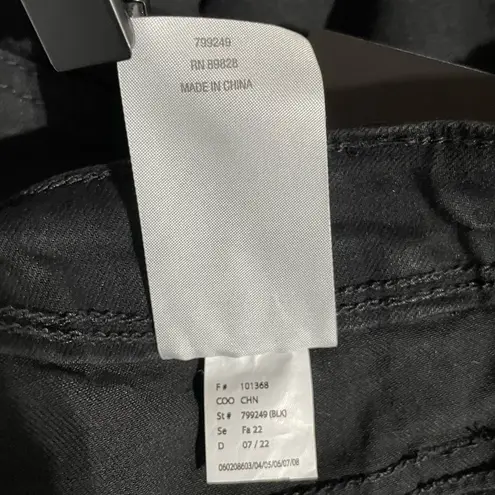 799249
RN 89828
MADE IN CHINA
F # 101368
COO CHN
St # 799249 (BLK)
Se Fa 22
D 07 / 22
060208603/04/05/06/07/08